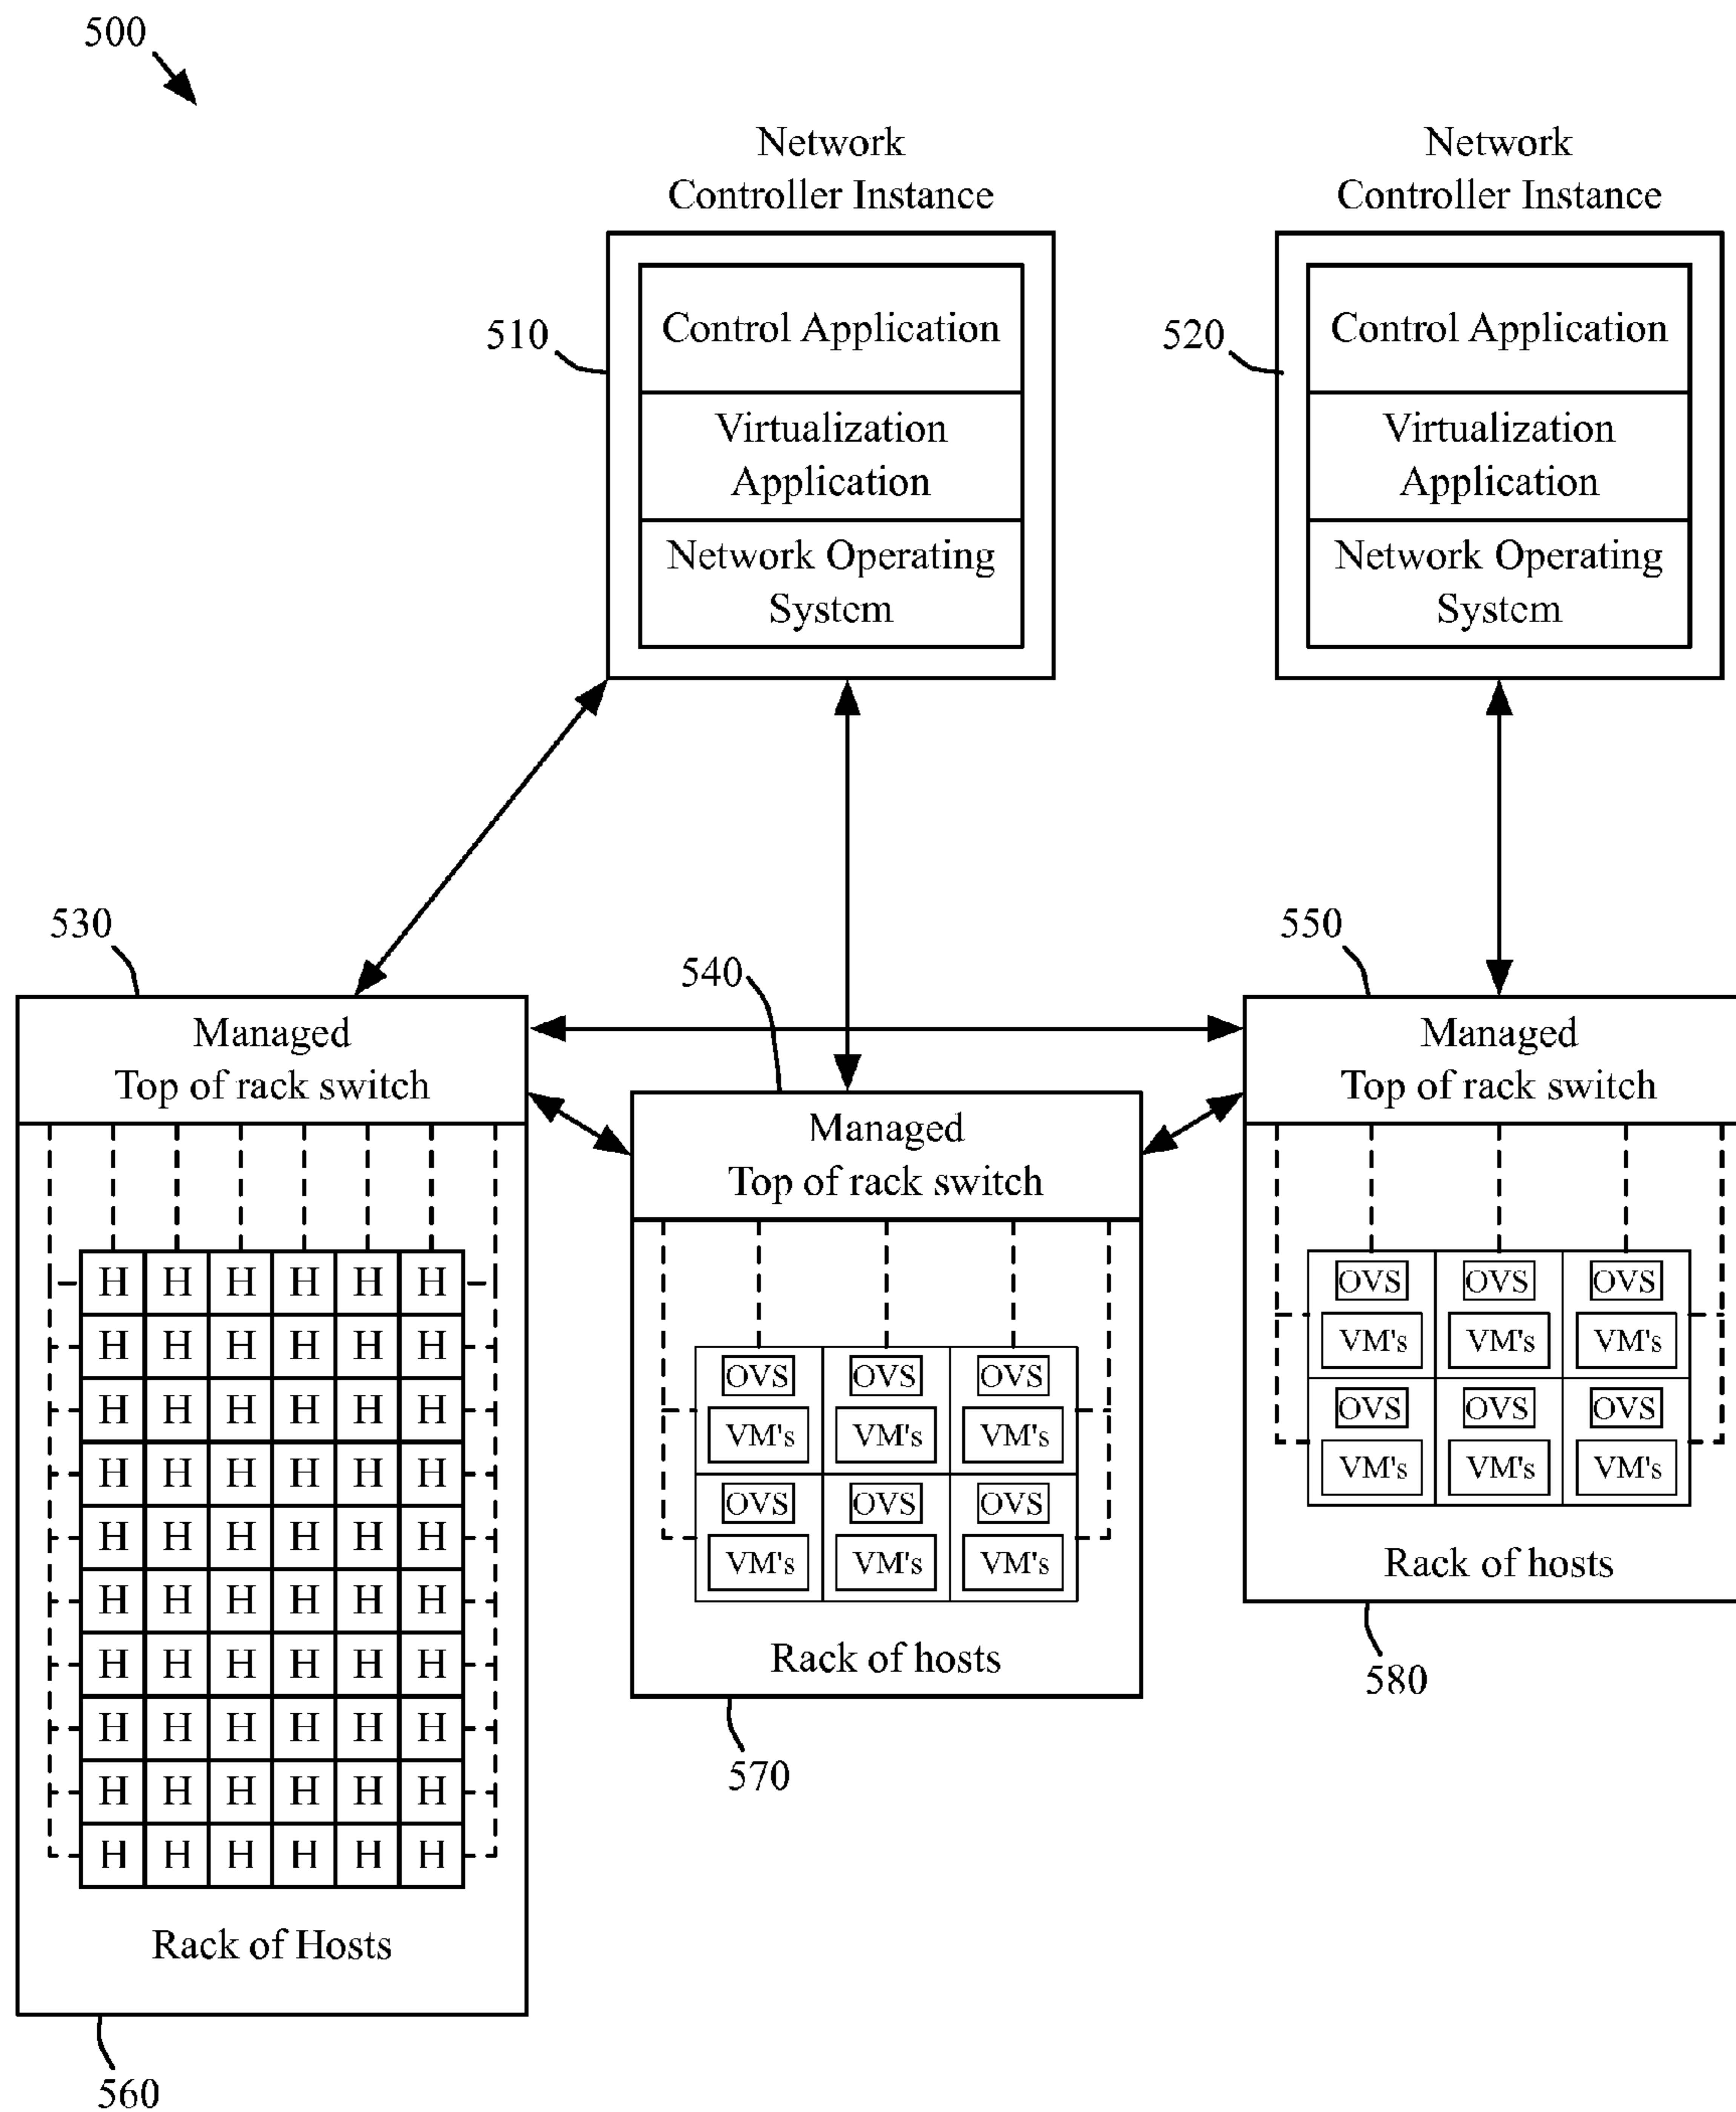 500
Network
Controller Instance
Network
Controller Instance
510
Control Application
Virtualization
Application
Network Operating
System
520
Control Application
Virtualization
Application
Network Operating
System
530
Managed
Top of rack switch
540
Managed
Top of rack switch
550
Managed
Top of rack switch
H H H H H H
H H H H H H
H H H H H H
H H H H H H
H H H H H H
H H H H H H
H H H H H H
H H H H H H
H H H H H H
H H H H H H
Rack of Hosts
560
OVS OVS OVS
VM's VM's VM's
OVS OVS OVS
VM's VM's VM's
Rack of hosts
570
OVS OVS OVS
VM's VM's VM's
OVS OVS OVS
VM's VM's VM's
Rack of hosts
580